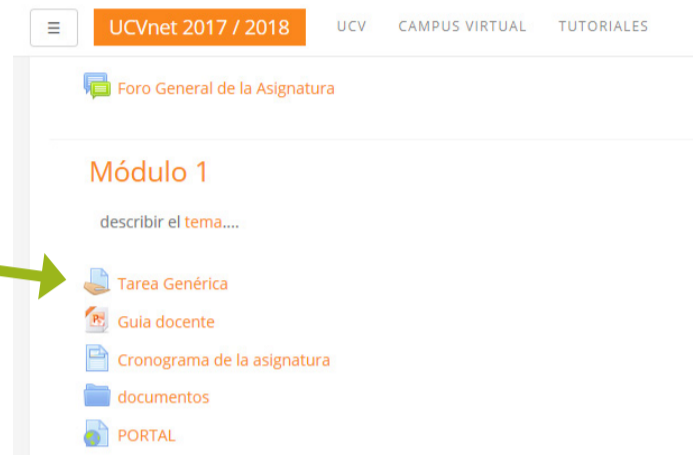 UCVnet 2017 / 2018 UCV CAMPUS VIRTUAL TUTORIALES
Foro General de la Asignatura
Módulo 1
describir el tema....
Tarea Genérica
Guia docente
Cronograma de la asignatura
documentos
PORTAL